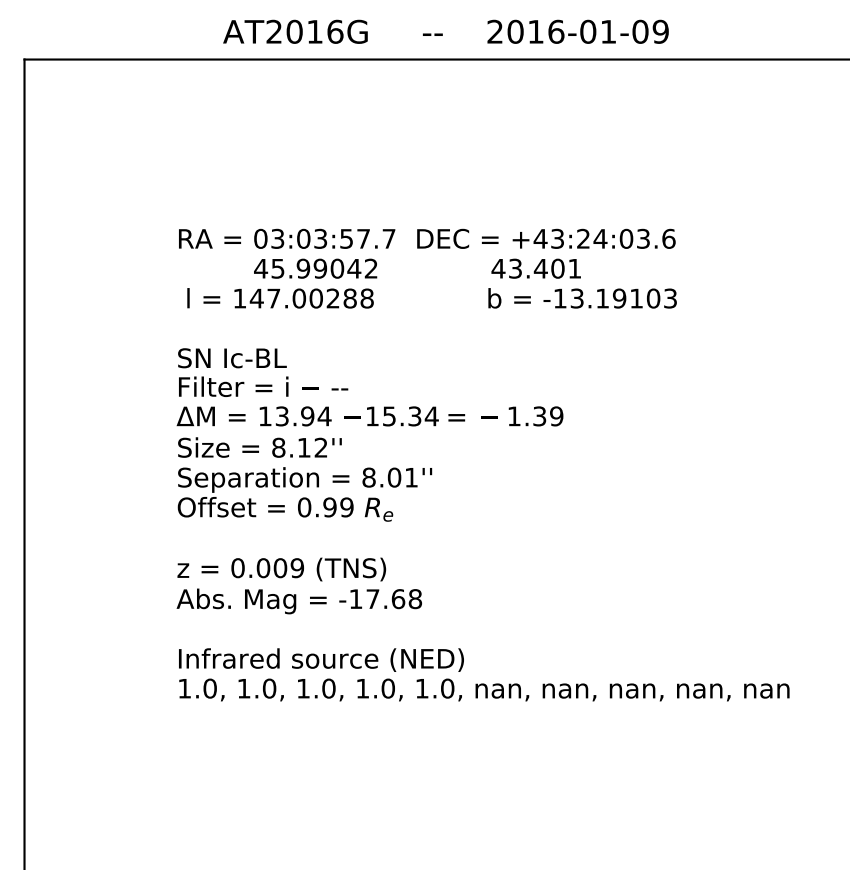 AT2016G -- 2016-01-09
RA = 03:03:57.7 DEC = +43:24:03.6
45.99042 43.401
l = 147.00288 b = -13.19103
SN Ic-BL
Filter = i − --
ΔM = 13.94 −15.34 = − 1.39
Size = 8.12''
Separation = 8.01''
Offset = 0.99 Rₑ
z = 0.009 (TNS)
Abs. Mag = -17.68
Infrared source (NED)
1.0, 1.0, 1.0, 1.0, 1.0, nan, nan, nan, nan, nan